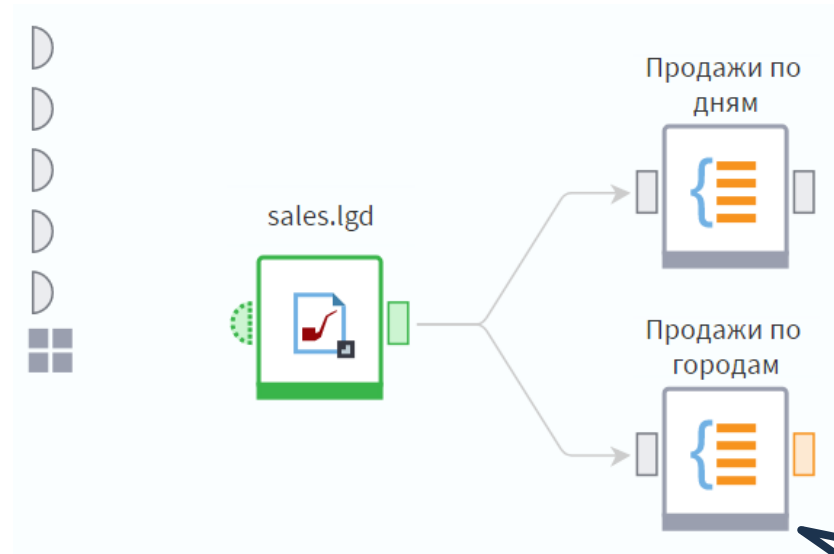 Продажи по
дням
sales.lgd
Продажи по
городам